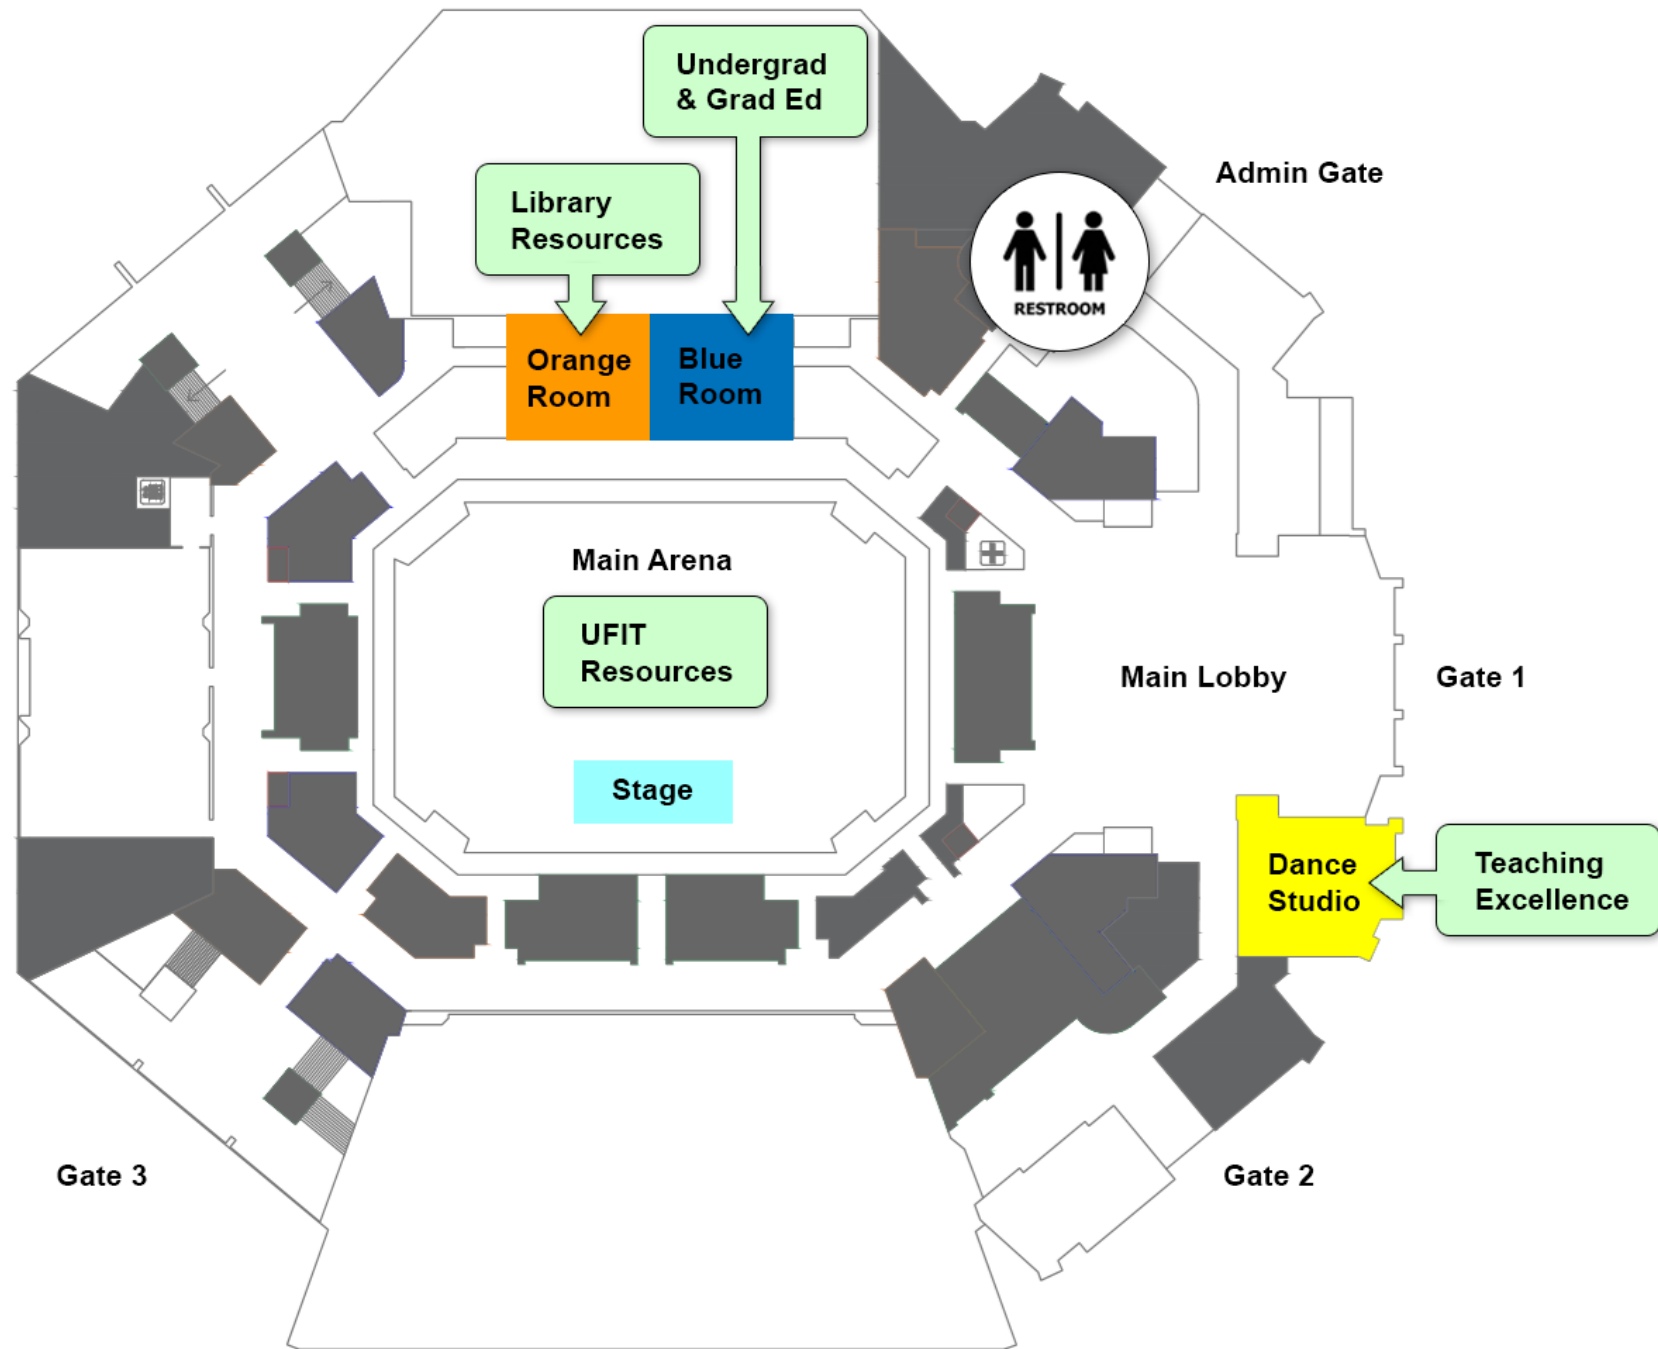 Undergrad
& Grad Ed
Admin Gate
Library
Resources
RESTROOM
Orange
Room
Blue
Room
Main Arena
UFIT
Resources
Main Lobby
Gate 1
Stage
Dance
Studio
Teaching
Excellence
Gate 3
Gate 2